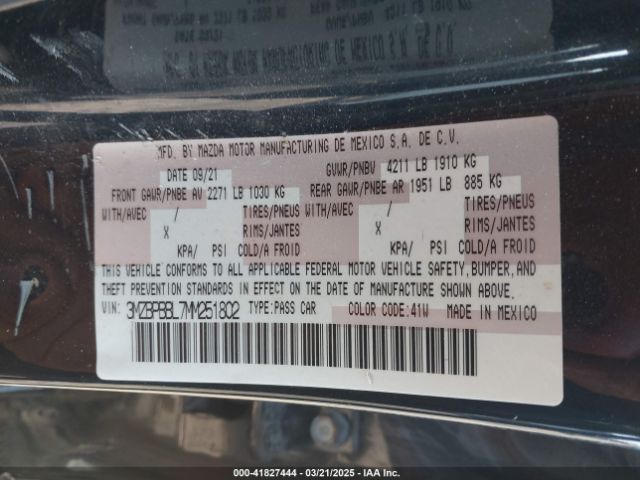 MFD. BY MAZDA MOTOR MANUFACTURING DE MEXICO S.A. DE C.V.
DATE 09/21 GVWR/PNBV 4211 LB 1910 KG
FRONT GAWR/PNBE AV 2271 LB 1030 KG REAR GAWR/PNBE AR 1951 LB 885 KG
WITH/AVEC / TIRES/PNEUS WITH/AVEC / TIRES/PNEUS
X RIMS/JANTES X RIMS/JANTES
KPA/ PSI COLD/A FROID KPA/ PSI COLD/A FROID
THIS VEHICLE CONFORMS TO ALL APPLICABLE FEDERAL MOTOR VEHICLE SAFETY, BUMPER, AND
THEFT PREVENTION STANDARDS IN EFFECT ON THE DATE OF MANUFACTURE SHOWN ABOVE.
VIN: 3MZBPBBL7MM251802 TYPE:PASS CAR COLOR CODE:41W MADE IN MEXICO
000-41827444 - 03/21/2025 - IAA Inc.